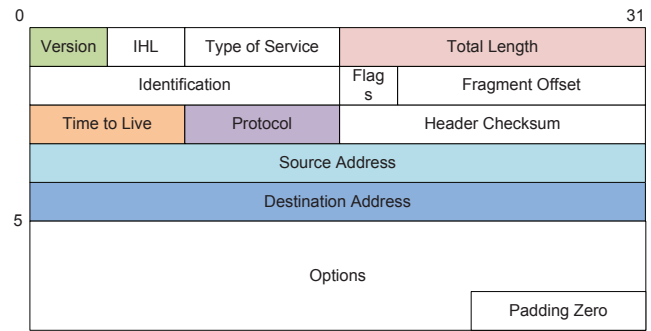 0 31
Version IHL Type of Service Total Length
Identification Flag
s Fragment Offset
Time to Live Protocol Header Checksum
Source Address
Destination Address
5
Options
Padding Zero